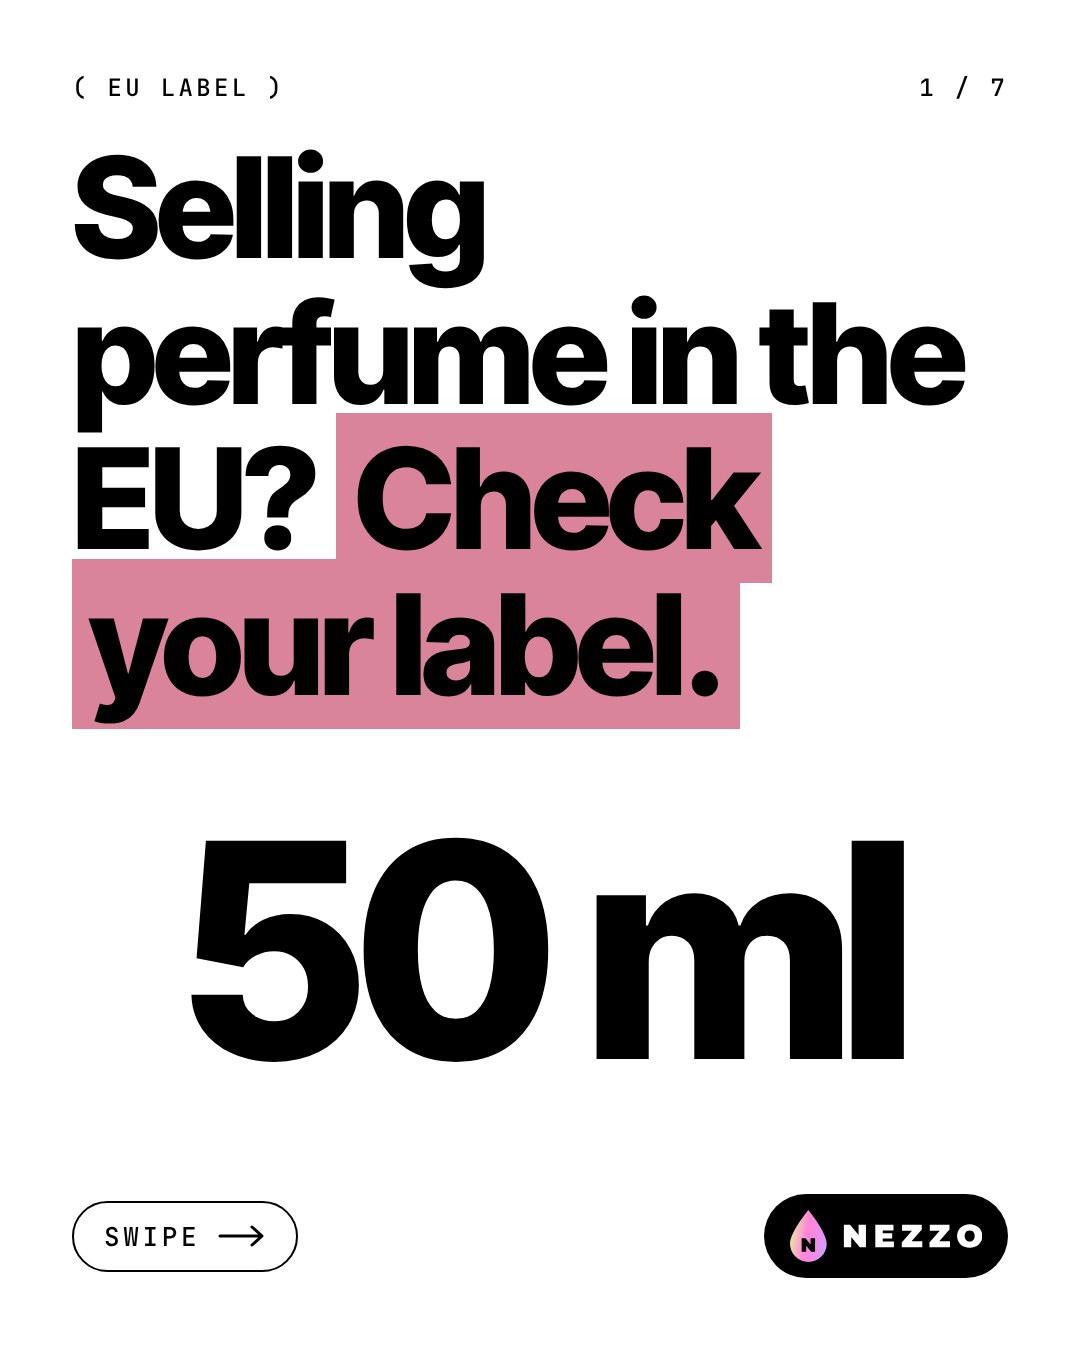 ( EU LABEL )
1 / 7
Selling
perfume in the
EU? Check
your label.
50 ml
SWIPE →
N NEZZO